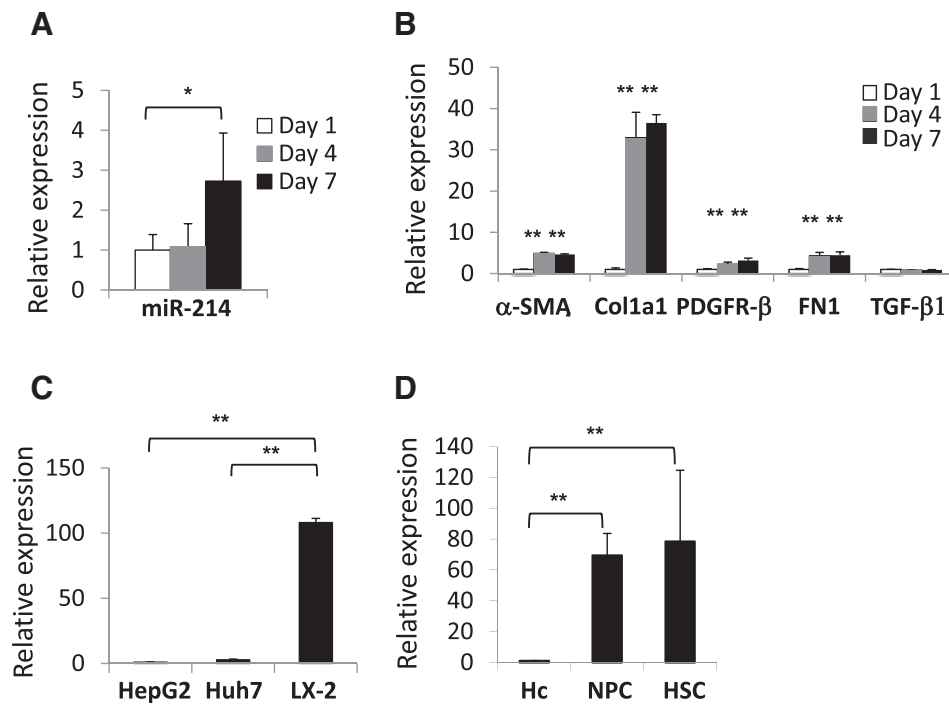 A
Relative expression
5
4
3
2
1
0
*
Day 1
Day 4
Day 7
miR-214
B
Relative expression
50
40
30
20
10
0
** **
** **
** **
** **
Day 1
Day 4
Day 7
α-SMA Col1a1 PDGFR-β FN1 TGF-β1
C
Relative expression
150
100
50
0
**
**
HepG2 Huh7 LX-2
D
Relative expression
140
120
100
80
60
40
20
0
**
**
Hc NPC HSC